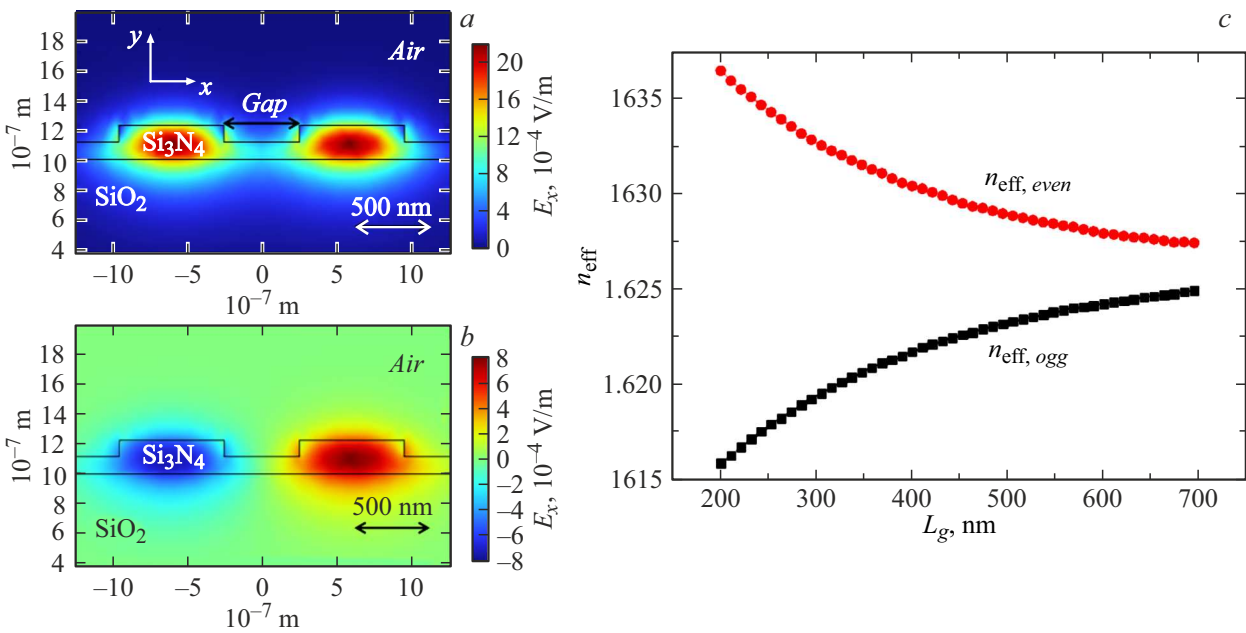 a
18
16
14
12
10
8
6
4
10⁻⁷ m
y
x
Air
Gap
Si₃N₄
SiO₂
500 nm
−10
−5
0
5
10
10⁻⁷ m
20
16
12
8
4
0
Eₓ, 10⁻⁴ V/m
b
18
16
14
12
10
8
6
4
10⁻⁷ m
Air
Si₃N₄
SiO₂
500 nm
−10
−5
0
5
10
10⁻⁷ m
8
6
4
2
0
−2
−4
−6
−8
Eₓ, 10⁻⁴ V/m
c
1635
1630
1.625
1.620
1615
n_eff
n_eff, even
n_eff, ogg
200
300
400
500
600
700
L_g, nm